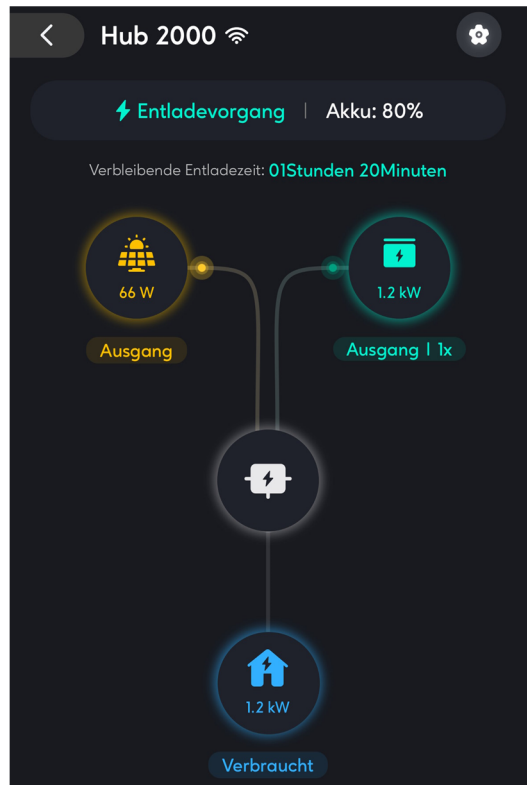 Hub 2000
Entladevorgang | Akku: 80%
Verbleibende Entladezeit: 01Stunden 20Minuten
66 W
1.2 kW
Ausgang
Ausgang | 1x
1.2 kW
Verbraucht